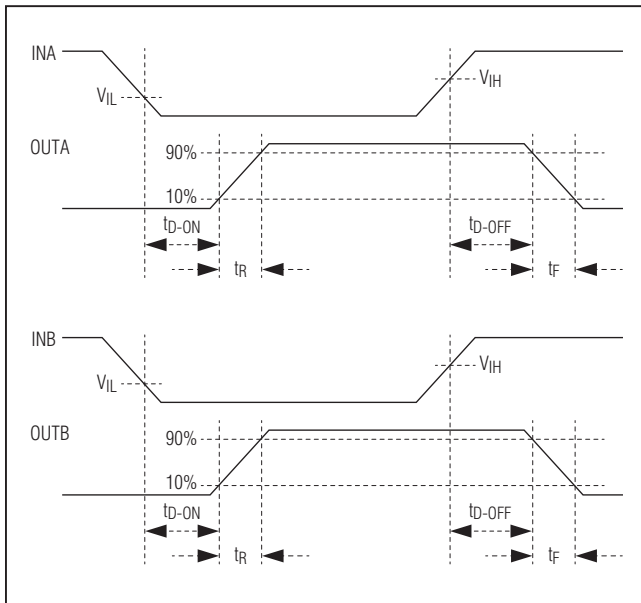 INA
VIL
VIH
OUTA
90%
10%
tD-ON
tD-OFF
tR
tF
INB
VIL
VIH
OUTB
90%
10%
tD-ON
tD-OFF
tR
tF